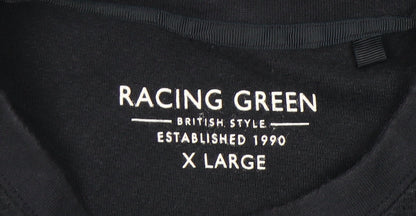 RACING GREEN
BRITISH STYLE
ESTABLISHED 1990
X LARGE